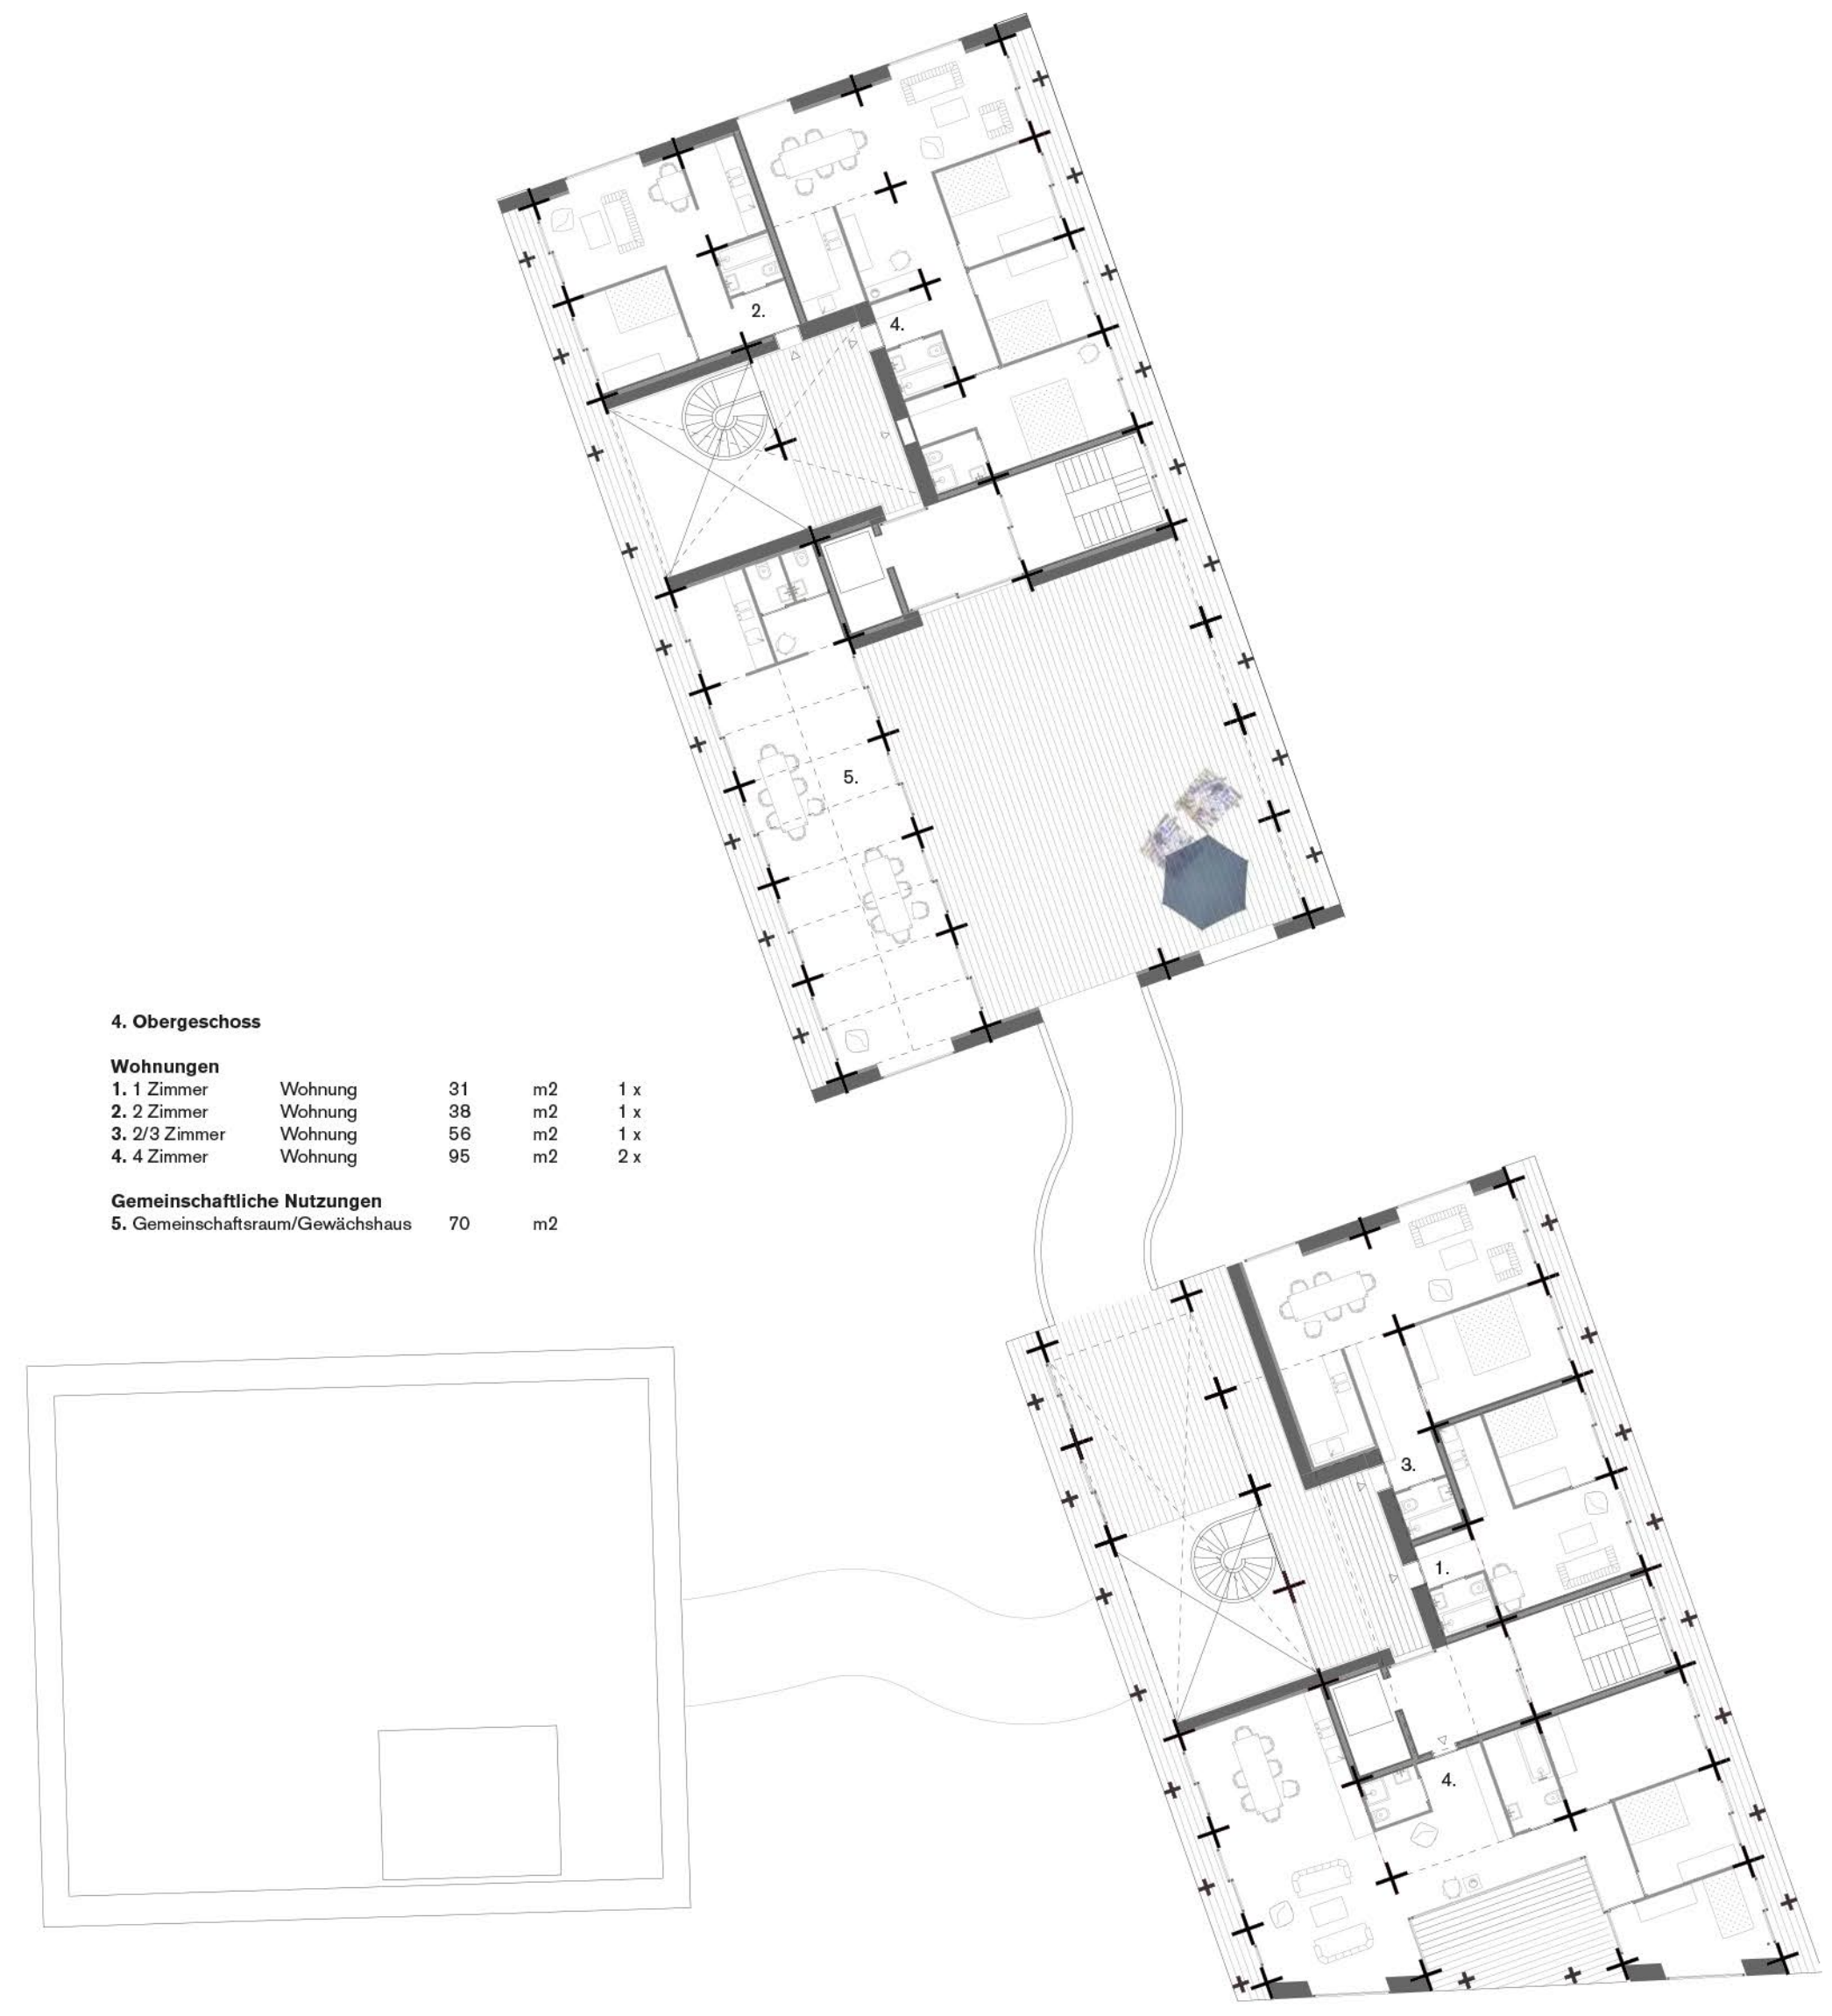 2.
4.
5.
4. Obergeschoss
Wohnungen
1. 1 Zimmer Wohnung 31 m2 1 x
2. 2 Zimmer Wohnung 38 m2 1 x
3. 2/3 Zimmer Wohnung 56 m2 1 x
4. 4 Zimmer Wohnung 95 m2 2 x
Gemeinschaftliche Nutzungen
5. Gemeinschaftsraum/Gewächshaus 70 m2
3.
1.
4.